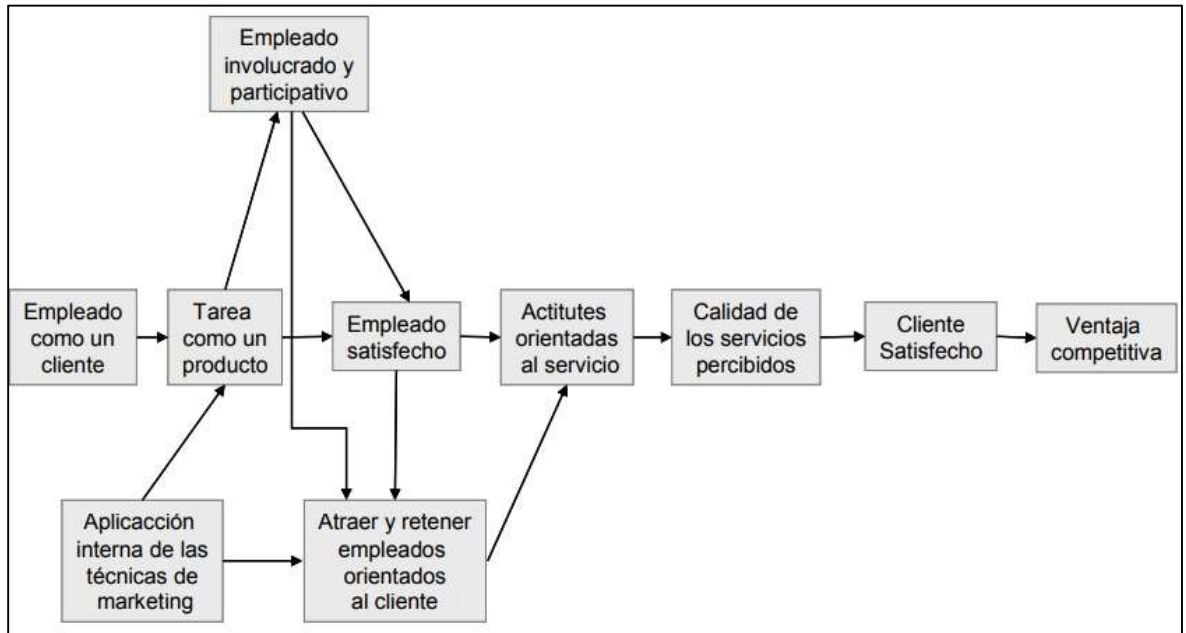 Empleado
involucrado y
participativo
Empleado
como un
cliente
Tarea
como un
producto
Empleado
satisfecho
Actitutes
orientadas
al servicio
Calidad de
los servicios
percibidos
Cliente
Satisfecho
Ventaja
competitiva
Aplicacción
interna de las
técnicas de
marketing
Atraer y retener
empleados
orientados
al cliente